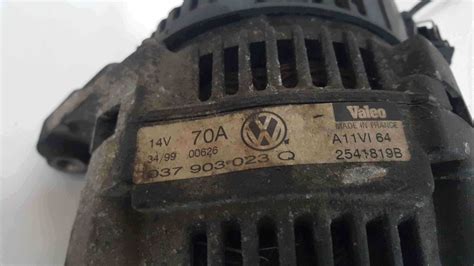 14V 70A
34/99 00626
037 903 023 Q
Valeo
MADE IN FRANCE
A11VI 64
2541819B